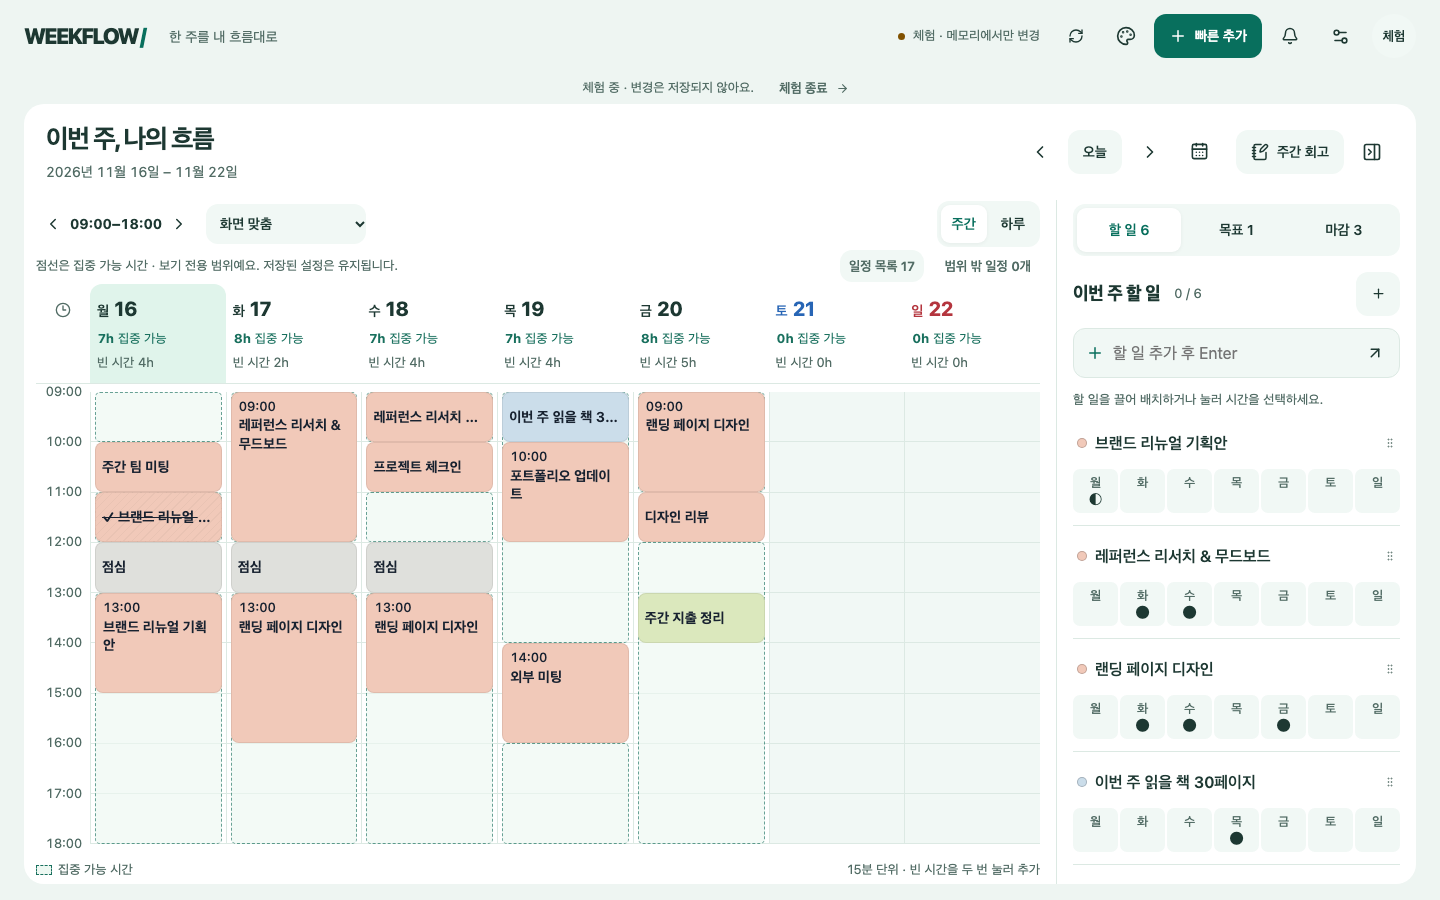 WEEKFLOW/
한 주를 내 흐름대로
체험 · 메모리에서만 변경
빠른 추가
체험
체험 중 · 변경은 저장되지 않아요.
체험 종료
이번 주, 나의 흐름
2026년 11월 16일 – 11월 22일
오늘
주간 회고
09:00–18:00
화면 맞춤
주간
하루
점선은 집중 가능 시간 · 보기 전용 범위예요. 저장된 설정은 유지됩니다.
일정 목록 17
범위 밖 일정 0개
월 16
7h 집중 가능
빈 시간 4h
화 17
8h 집중 가능
빈 시간 2h
수 18
7h 집중 가능
빈 시간 4h
목 19
7h 집중 가능
빈 시간 4h
금 20
8h 집중 가능
빈 시간 5h
토 21
0h 집중 가능
빈 시간 0h
일 22
0h 집중 가능
빈 시간 0h
09:00
10:00
11:00
12:00
13:00
14:00
15:00
16:00
17:00
18:00
주간 팀 미팅
브랜드 리뉴얼 ...
점심
13:00
브랜드 리뉴얼 기획
안
09:00
레퍼런스 리서치 &
무드보드
점심
13:00
랜딩 페이지 디자인
레퍼런스 리서치 ...
프로젝트 체크인
점심
13:00
랜딩 페이지 디자인
이번 주 읽을 책 3...
10:00
포트폴리오 업데이
트
14:00
외부 미팅
09:00
랜딩 페이지 디자인
디자인 리뷰
주간 지출 정리
집중 가능 시간
15분 단위 · 빈 시간을 두 번 눌러 추가
할 일 6
목표 1
마감 3
이번 주 할 일
0 / 6
할 일 추가 후 Enter
할 일을 끌어 배치하거나 눌러 시간을 선택하세요.
브랜드 리뉴얼 기획안
월 화 수 목 금 토 일
레퍼런스 리서치 & 무드보드
월 화 수 목 금 토 일
랜딩 페이지 디자인
월 화 수 목 금 토 일
이번 주 읽을 책 30페이지
월 화 수 목 금 토 일